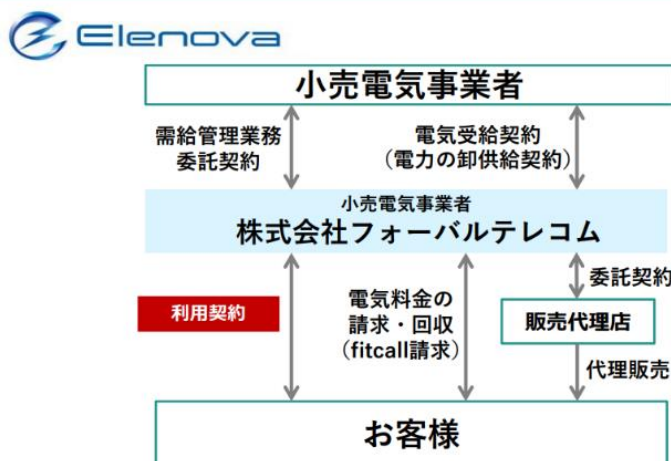 Elenova
小売電気事業者
需給管理業務
委託契約
電気受給契約
（電力の卸供給契約）
小売電気事業者
株式会社フォーバルテレコム
利用契約
電気料金の
請求・回収
（fitcall請求）
委託契約
販売代理店
代理販売
お客様